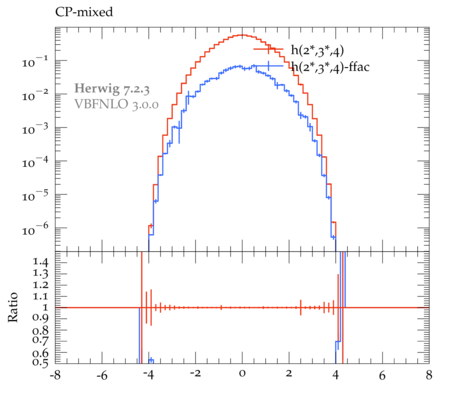 CP-mixed
h(2*,3*,4)
h(2*,3*,4)-ffac
Herwig 7.2.3
VBFNLO 3.0.0
10⁻¹
10⁻²
10⁻³
10⁻⁴
10⁻⁵
10⁻⁶
Ratio
1.4
1.3
1.2
1.1
1
0.9
0.8
0.7
0.6
0.5
-8 -6 -4 -2 0 2 4 6 8